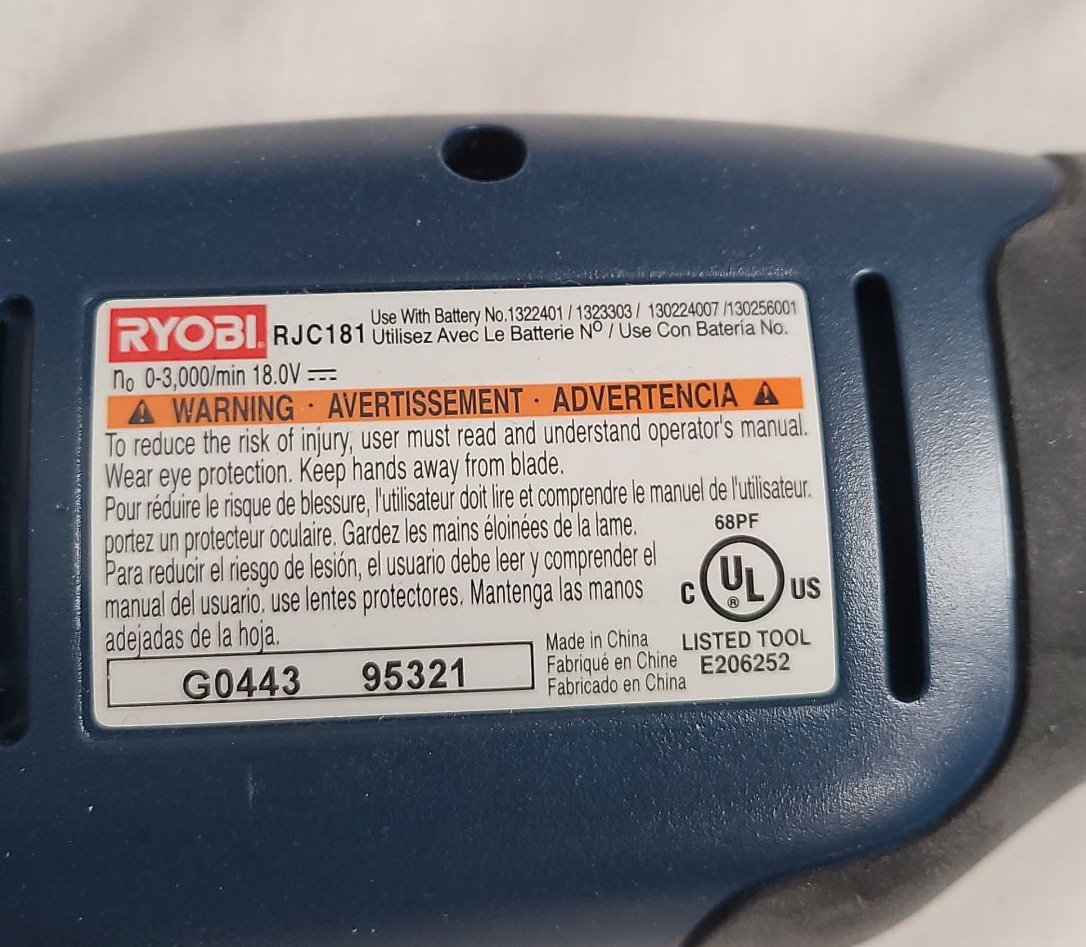 RYOBI RJC181 Use With Battery No.1322401 / 1323303 / 130224007 /130256001
Utilisez Avec Le Batterie Nº / Use Con Batería No.
n₀ 0-3,000/min 18.0V ⎓
⚠ WARNING · AVERTISSEMENT · ADVERTENCIA ⚠
To reduce the risk of injury, user must read and understand operator's manual.
Wear eye protection. Keep hands away from blade.
Pour réduire le risque de blessure, l'utilisateur doit lire et comprendre le manuel de l'utilisateur.
portez un protecteur oculaire. Gardez les mains éloinées de la lame.
Para reducir el riesgo de lesión, el usuario debe leer y comprender el
manual del usuario. use lentes protectores. Mantenga las manos
adejadas de la hoja.
68PF
C UL ® US
LISTED TOOL
E206252
G0443 95321
Made in China
Fabriqué en Chine
Fabricado en China